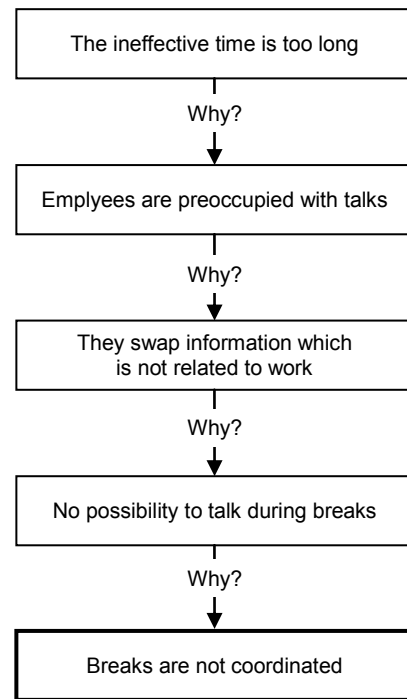 The ineffective time is too long
Why?
Emplyees are preoccupied with talks
Why?
They swap information which
is not related to work
Why?
No possibility to talk during breaks
Why?
Breaks are not coordinated